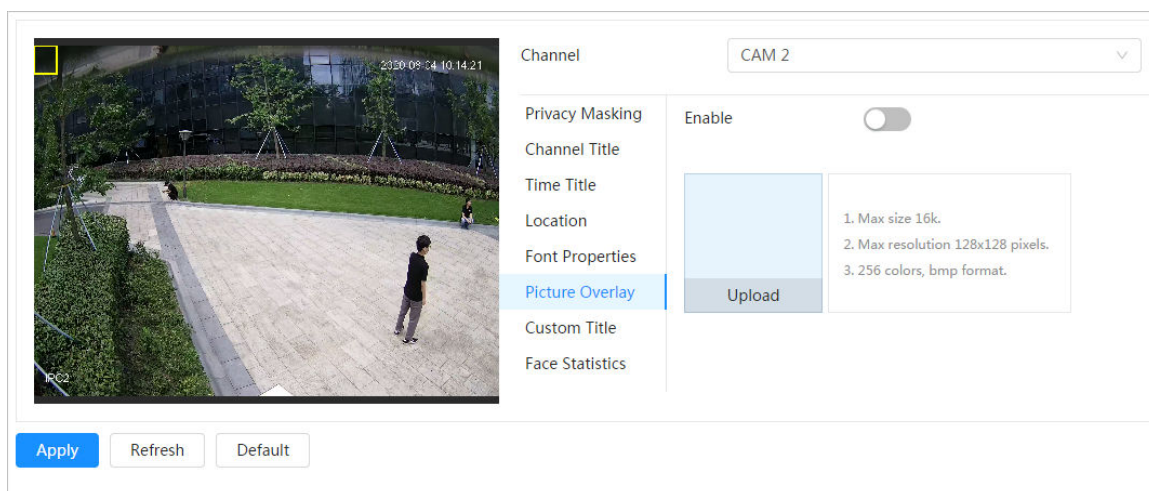 2020-09-04 10:14:21
IPC2
Channel
CAM 2
Privacy Masking
Channel Title
Time Title
Location
Font Properties
Picture Overlay
Custom Title
Face Statistics
Enable
Upload
1. Max size 16k.
2. Max resolution 128x128 pixels.
3. 256 colors, bmp format.
Apply
Refresh
Default